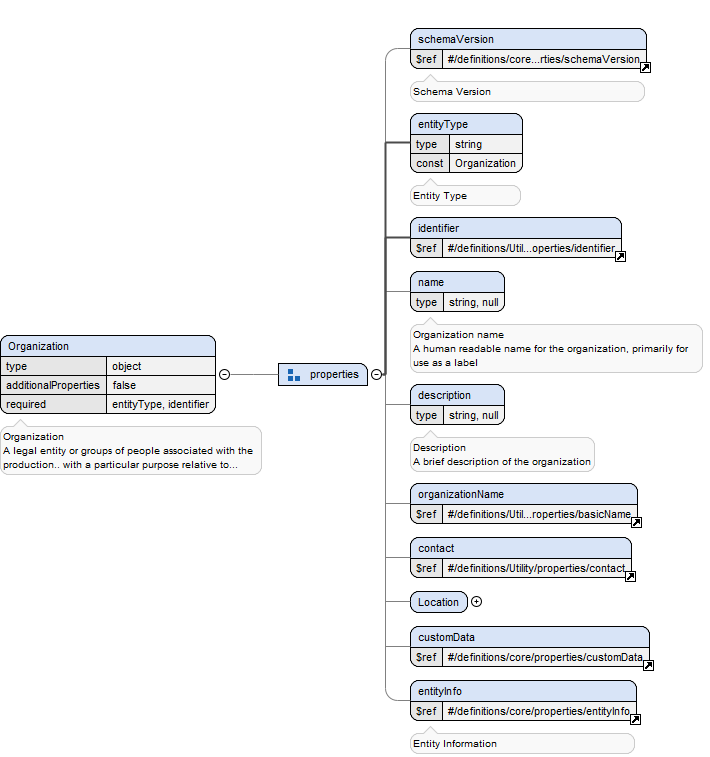 Organization
type object
additionalProperties false
required entityType, identifier
Organization
A legal entity or groups of people associated with the
production.. with a particular purpose relative to...
properties
schemaVersion
$ref #/definitions/core...rties/schemaVersion
Schema Version
entityType
type string
const Organization
Entity Type
identifier
$ref #/definitions/Util...operties/identifier
name
type string, null
Organization name
A human readable name for the organization, primarily for
use as a label
description
type string, null
Description
A brief description of the organization
organizationName
$ref #/definitions/Util...roperties/basicName
contact
$ref #/definitions/Utility/properties/contact
Location
customData
$ref #/definitions/core/properties/customData
entityInfo
$ref #/definitions/core/properties/entityInfo
Entity Information